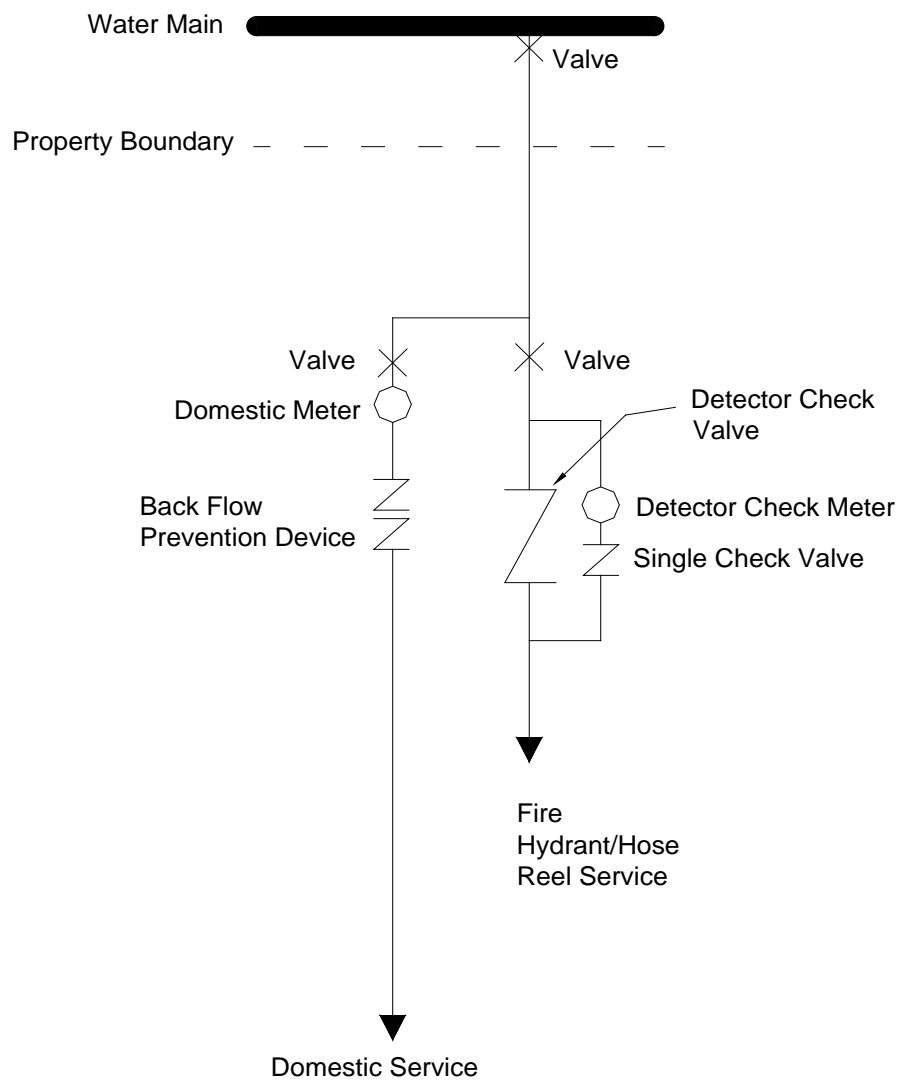 Water Main
Valve
Property Boundary
Valve
Valve
Domestic Meter
Detector Check
Valve
Back Flow
Prevention Device
Detector Check Meter
Single Check Valve
Fire
Hydrant/Hose
Reel Service
Domestic Service